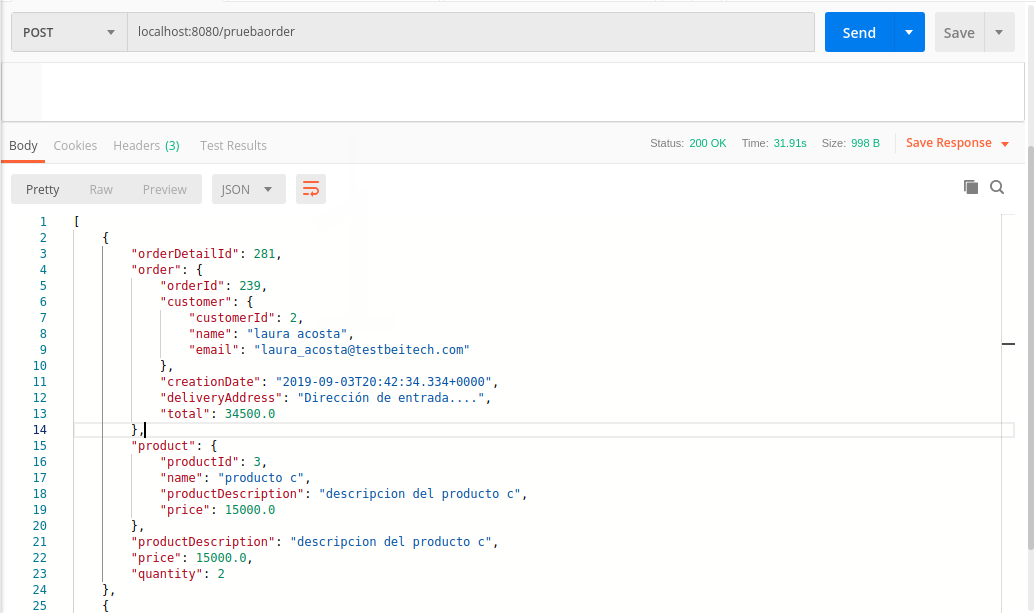 POST localhost:8080/pruebaorder Send Save
Body Cookies Headers (3) Test Results Status: 200 OK Time: 31.91s Size: 998 B Save Response
Pretty Raw Preview JSON
1 [
2 {
3 "orderDetailId": 281,
4 "order": {
5 "orderId": 239,
6 "customer": {
7 "customerId": 2,
8 "name": "laura acosta",
9 "email": "laura_acosta@testbeitech.com"
10 },
11 "creationDate": "2019-09-03T20:42:34.334+0000",
12 "deliveryAddress": "Dirección de entrada....",
13 "total": 34500.0
14 },
15 "product": {
16 "productId": 3,
17 "name": "producto c",
18 "productDescription": "descripcion del producto c",
19 "price": 15000.0
20 },
21 "productDescription": "descripcion del producto c",
22 "price": 15000.0,
23 "quantity": 2
24 },
25 {